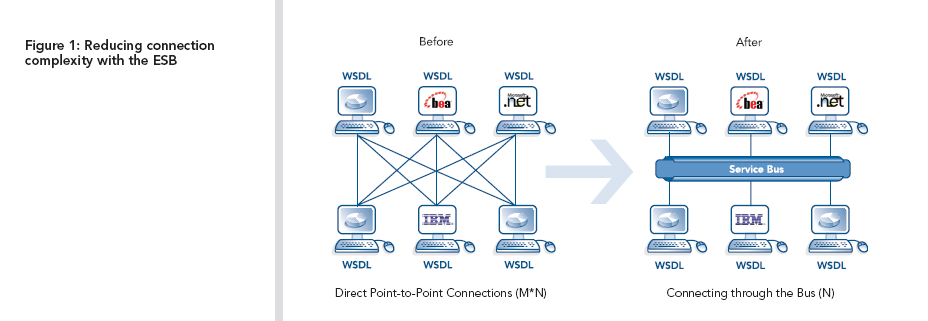 Figure 1: Reducing connection
complexity with the ESB
Before
After
WSDL WSDL WSDL
WSDL WSDL WSDL
bea Microsoft .net
bea Microsoft .net
Service Bus
IBM
IBM
WSDL WSDL WSDL
WSDL WSDL WSDL
Direct Point-to-Point Connections (M*N)
Connecting through the Bus (N)